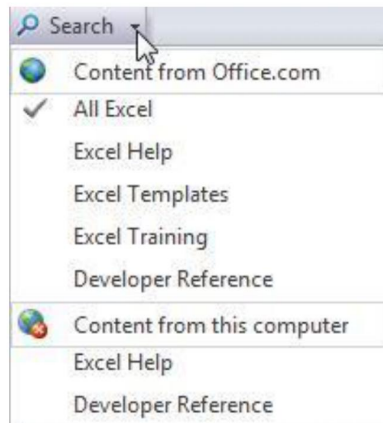 Search
Content from Office.com
All Excel
Excel Help
Excel Templates
Excel Training
Developer Reference
Content from this computer
Excel Help
Developer Reference